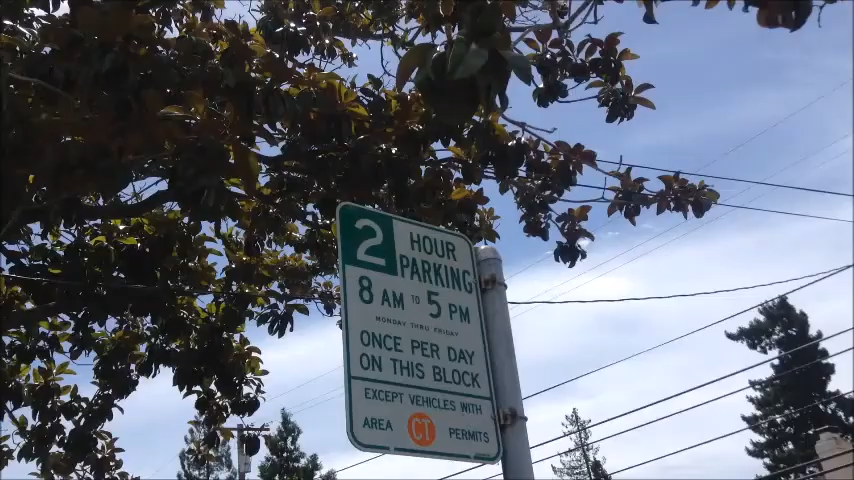 2 HOUR
PARKING
8 AM TO 5 PM
MONDAY THRU FRIDAY
ONCE PER DAY
ON THIS BLOCK
EXCEPT VEHICLES WITH
AREA CT PERMITS